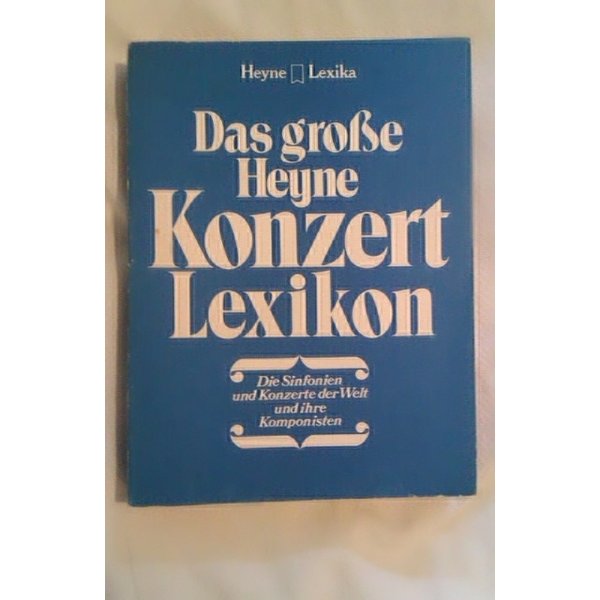 Heyne Lexika
Das große
Heyne
Konzert
Lexikon
Die Sinfonien
und Konzerte der Welt
und ihre
Komponisten